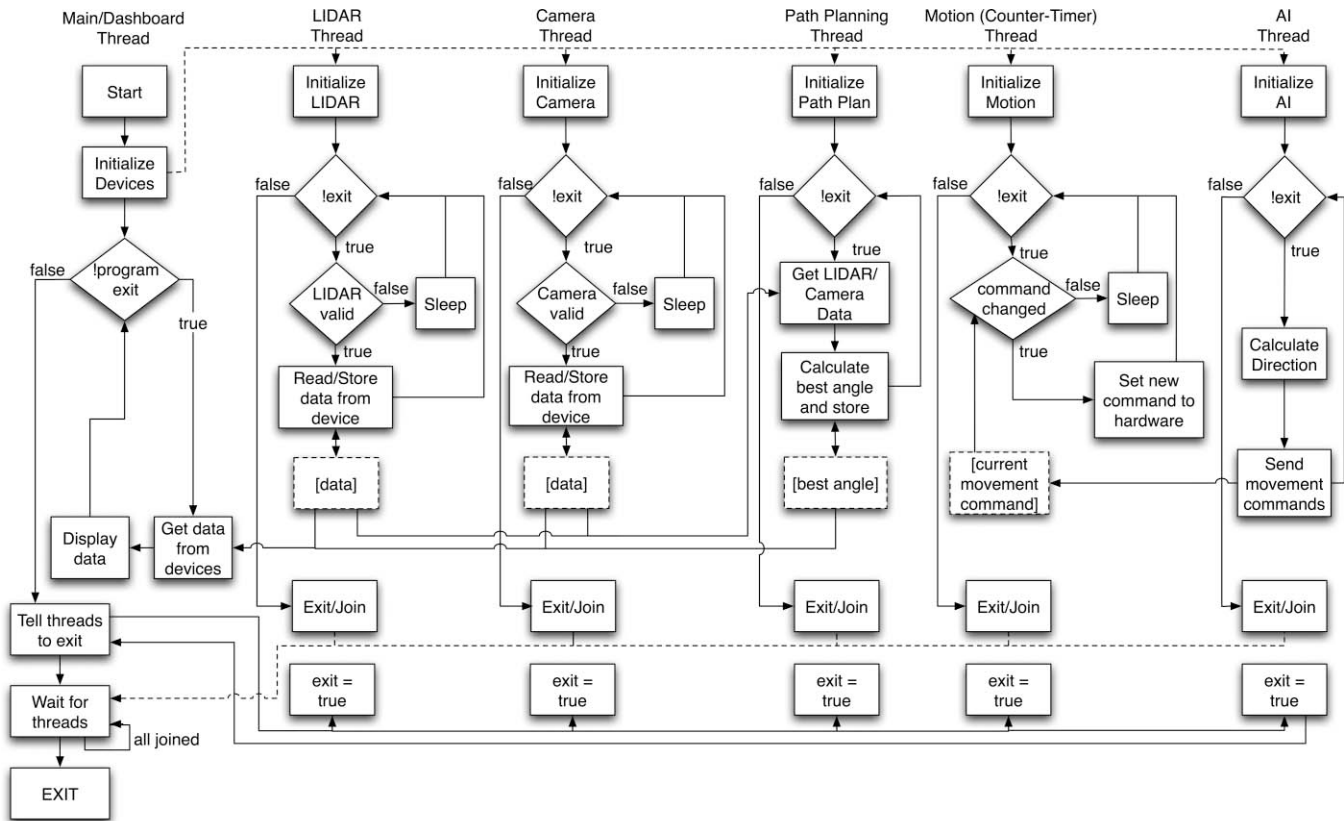 Main/Dashboard
Thread
LIDAR
Thread
Camera
Thread
Path Planning
Thread
Motion (Counter-Timer)
Thread
AI
Thread
Start
Initialize
LIDAR
Initialize
Camera
Initialize
Path Plan
Initialize
Motion
Initialize
AI
Initialize
Devices
false
!exit
false
!exit
false
!exit
false
!exit
false
!exit
true
true
true
true
true
false
!program
exit
true
LIDAR
valid
false
Sleep
Camera
valid
false
Sleep
Get LIDAR/
Camera
Data
command
changed
false
Sleep
true
true
true
Calculate
Direction
Read/Store
data from
device
Read/Store
data from
device
Calculate
best angle
and store
Set new
command to
hardware
[data]
[data]
[best angle]
[current
movement
command]
Send
movement
commands
Display
data
Get data
from
devices
Tell threads
to exit
Exit/Join
Exit/Join
Exit/Join
Exit/Join
Exit/Join
Wait for
threads
exit =
true
exit =
true
exit =
true
exit =
true
exit =
true
all joined
EXIT